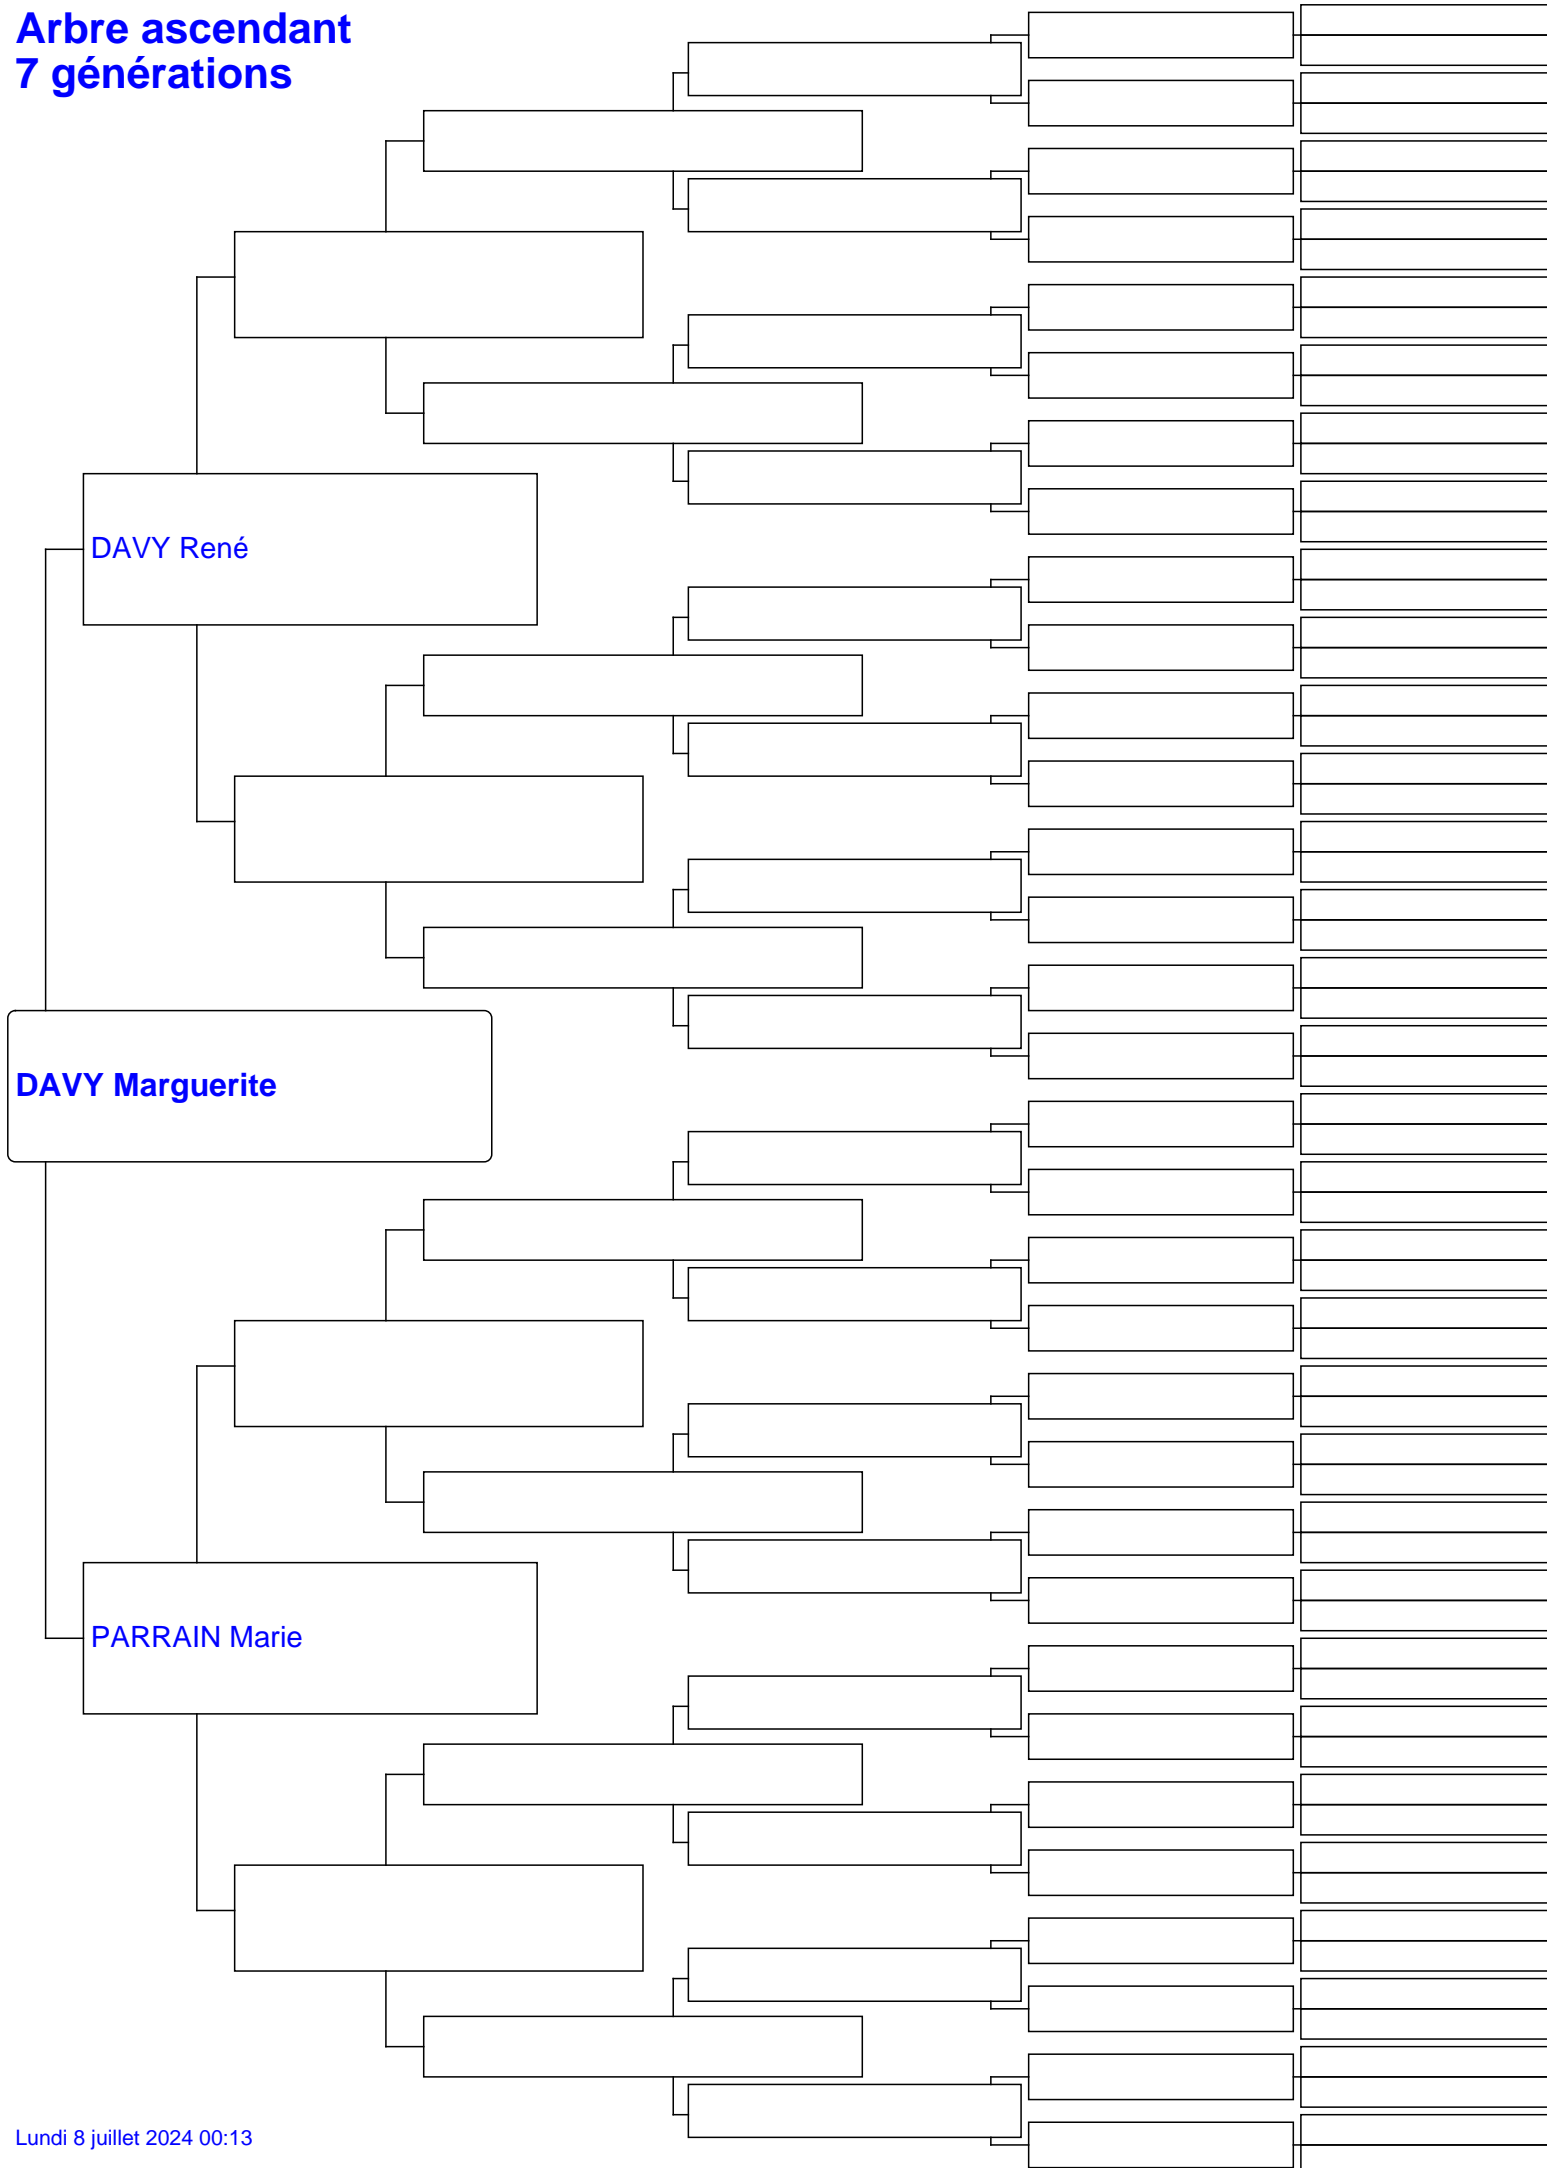 Arbre ascendant
7 générations
DAVY René
DAVY Marguerite
PARRAIN Marie
Lundi 8 juillet 2024 00:13